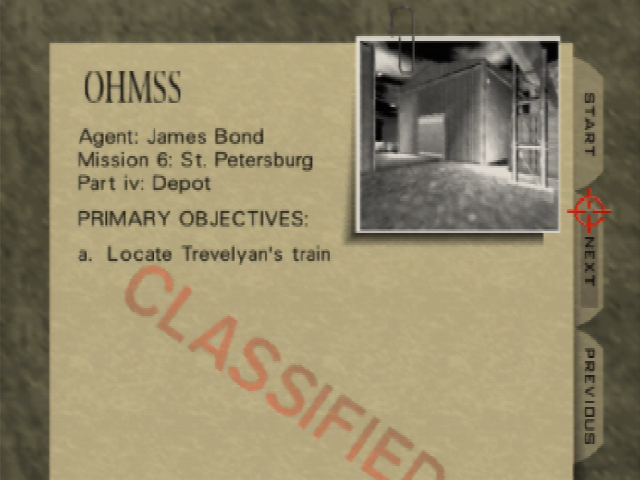 OHMSS
Agent: James Bond
Mission 6: St. Petersburg
Part iv: Depot
PRIMARY OBJECTIVES:
a. Locate Trevelyan's train
CLASSIFIED
START
NEXT
PREVIOUS